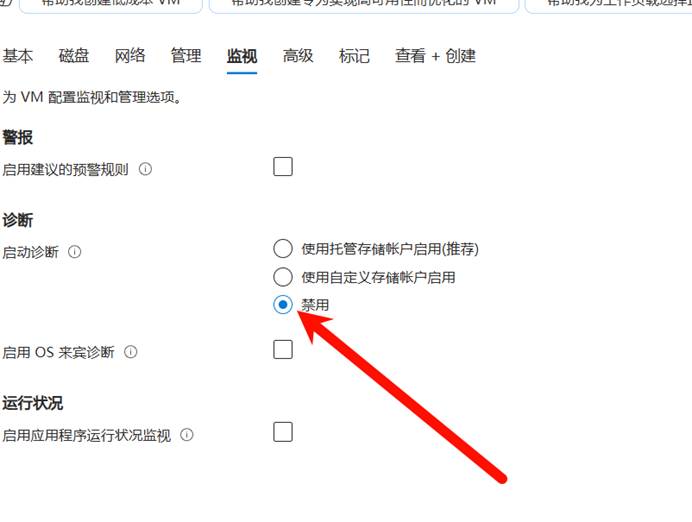 帮助我创建低成本 VM
帮助我创建专为实现高可用性而优化的 VM
帮助我为工作负载选择
基本 磁盘 网络 管理 监视 高级 标记 查看 + 创建
为 VM 配置监视和管理选项。
警报
启用建议的预警规则
诊断
启动诊断
使用托管存储帐户启用(推荐)
使用自定义存储帐户启用
禁用
启用 OS 来宾诊断
运行状况
启用应用程序运行状况监视